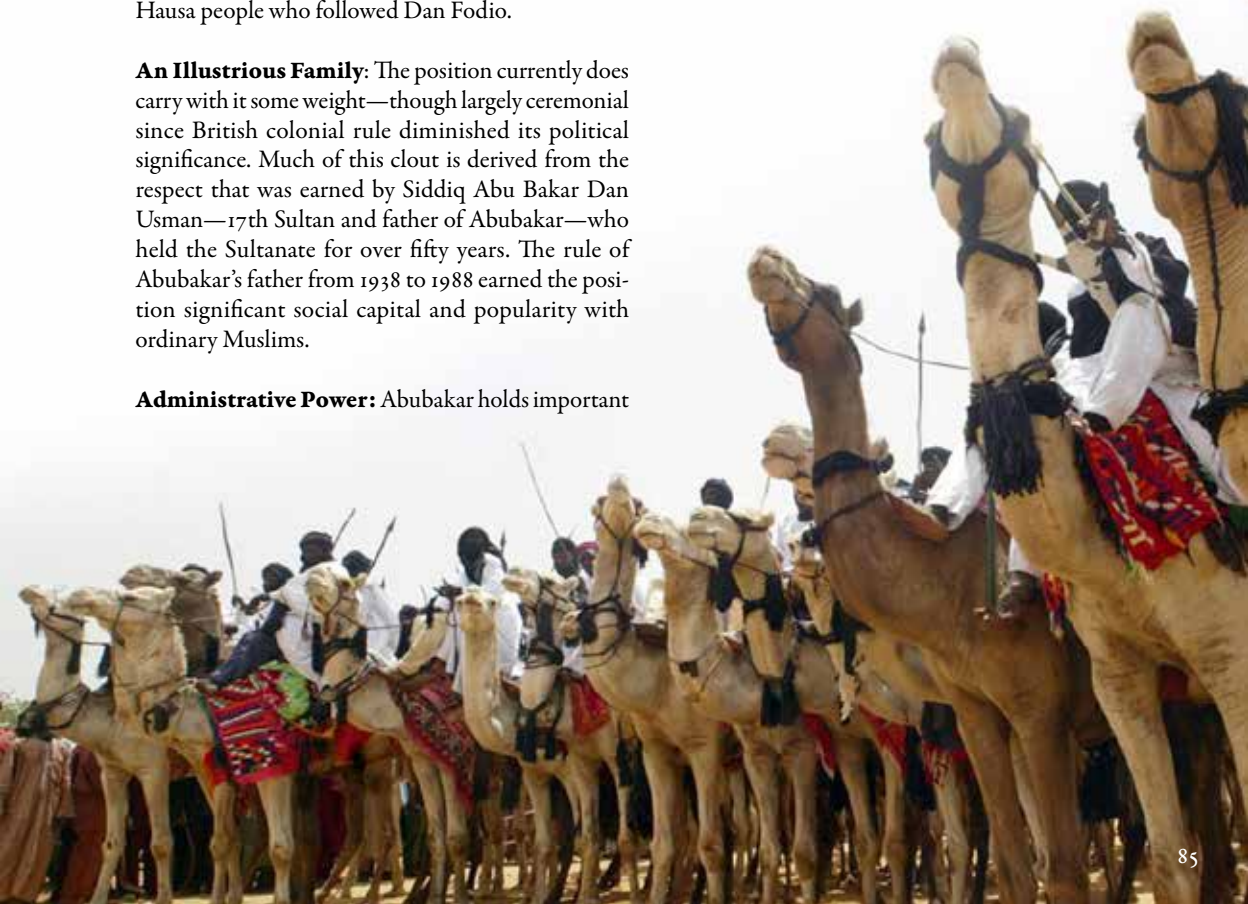 Hausa people who followed Dan Fodio.
An Illustrious Family: The position currently does
carry with it some weight—though largely ceremonial
since British colonial rule diminished its political
significance. Much of this clout is derived from the
respect that was earned by Siddiq Abu Bakar Dan
Usman—17th Sultan and father of Abubakar—who
held the Sultanate for over fifty years. The rule of
Abubakar’s father from 1938 to 1988 earned the posi-
tion significant social capital and popularity with
ordinary Muslims.
Administrative Power: Abubakar holds important
85